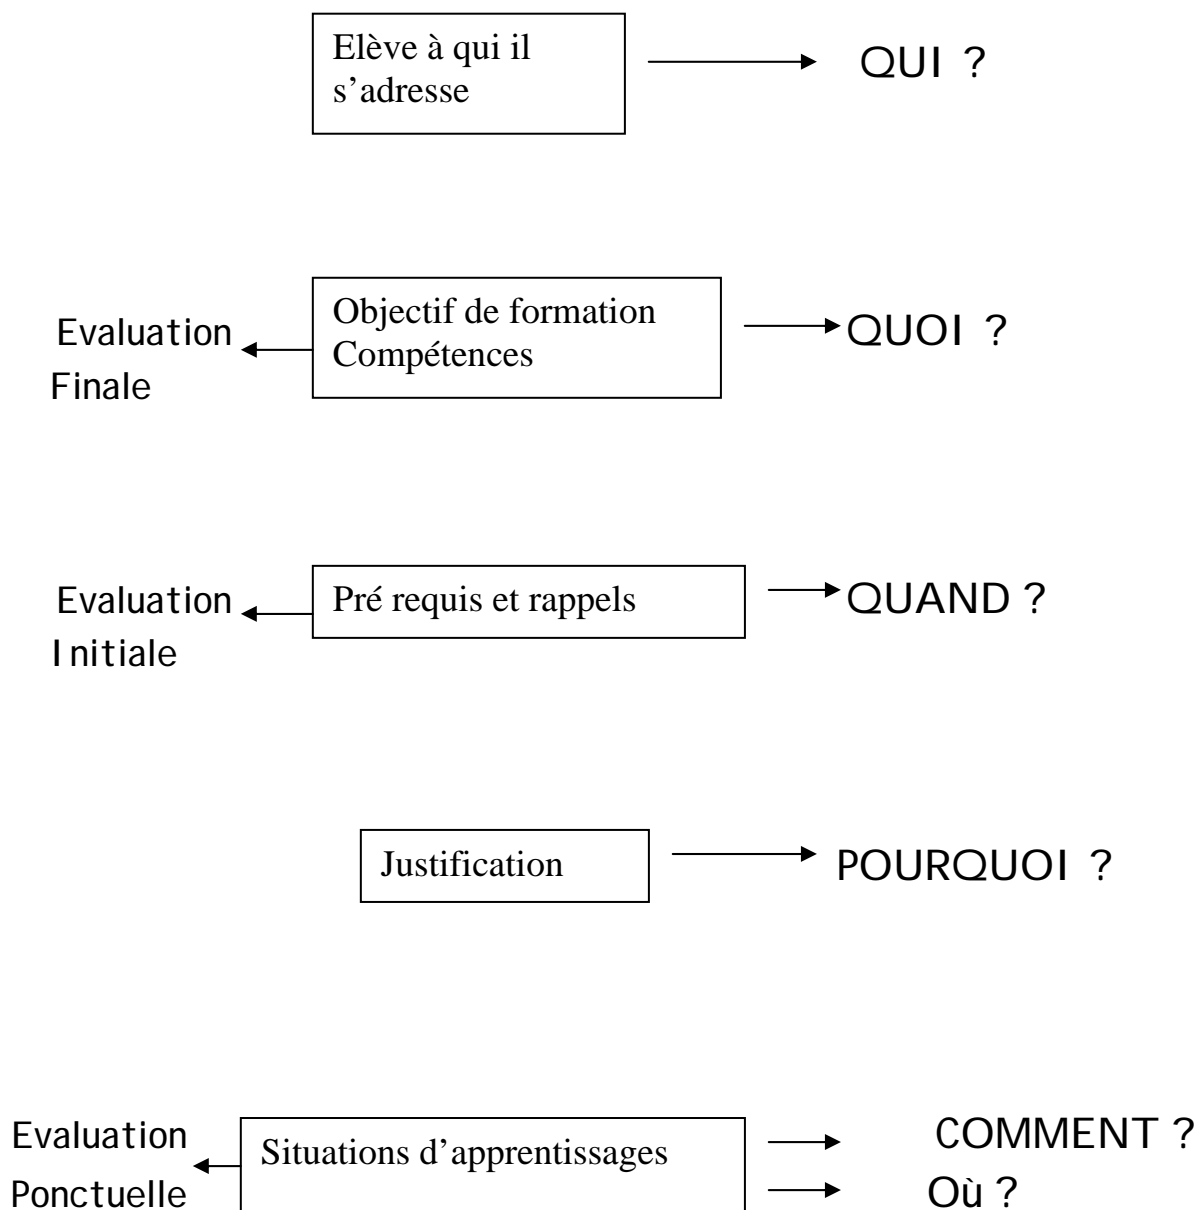 Elève à qui il
s’adresse
QUI ?
Evaluation
Finale
Objectif de formation
Compétences
QUOI ?
Evaluation
Initiale
Pré requis et rappels
QUAND ?
Justification
POURQUOI ?
Evaluation
Ponctuelle
Situations d’apprentissages
COMMENT ?
Où ?